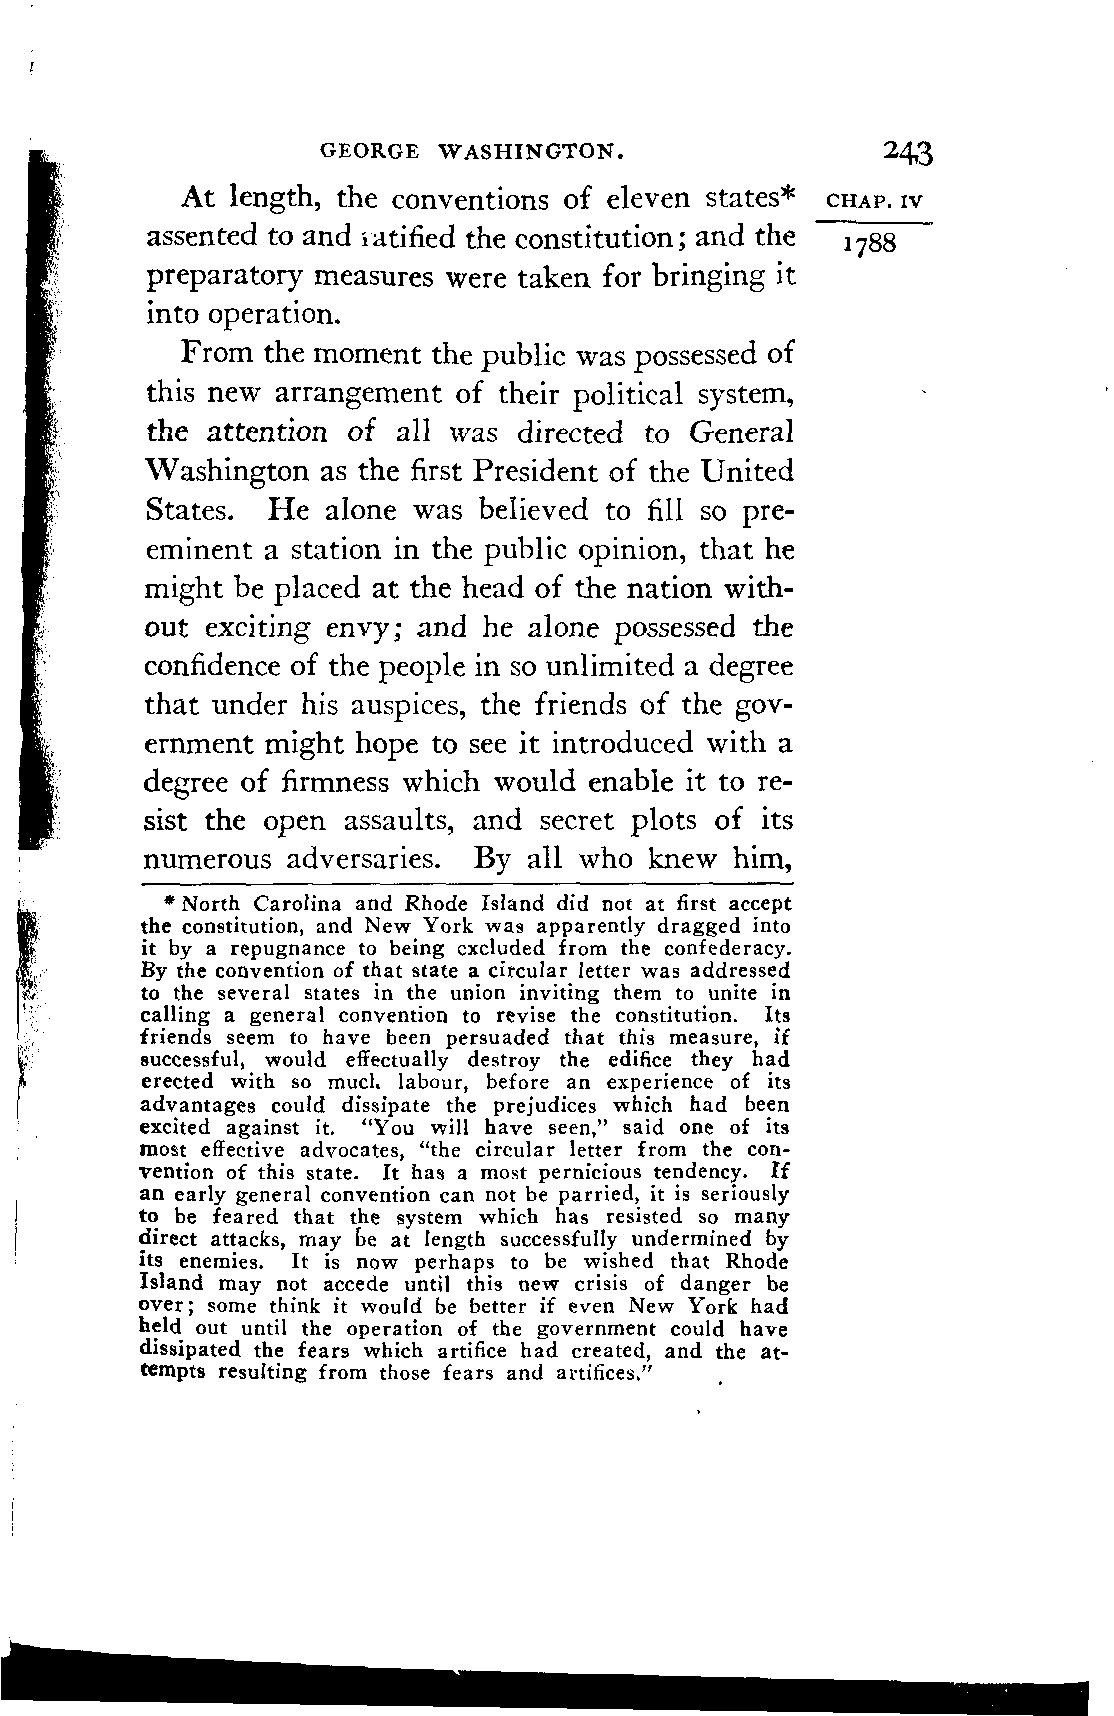 GEORGE WASHINGTON. 243
At length, the conventions of eleven states* CHAP. IV
assented to and ratified the constitution; and the 1788
preparatory measures were taken for bringing it
into operation.
From the moment the public was possessed of
this new arrangement of their political system,
the attention of all was directed to General
Washington as the first President of the United
States. He alone was believed to fill so pre-
eminent a station in the public opinion, that he
might be placed at the head of the nation with-
out exciting envy; and he alone possessed the
confidence of the people in so unlimited a degree
that under his auspices, the friends of the gov-
ernment might hope to see it introduced with a
degree of firmness which would enable it to re-
sist the open assaults, and secret plots of its
numerous adversaries. By all who knew him,
* North Carolina and Rhode Island did not at first accept
the constitution, and New York was apparently dragged into
it by a repugnance to being excluded from the confederacy.
By the convention of that state a circular letter was addressed
to the several states in the union inviting them to unite in
calling a general convention to revise the constitution. Its
friends seem to have been persuaded that this measure, if
successful, would effectually destroy the edifice they had
erected with so much labour, before an experience of its
advantages could dissipate the prejudices which had been
excited against it. "You will have seen," said one of its
most effective advocates, "the circular letter from the con-
vention of this state. It has a most pernicious tendency. If
an early general convention can not be parried, it is seriously
to be feared that the system which has resisted so many
direct attacks, may be at length successfully undermined by
its enemies. It is now perhaps to be wished that Rhode
Island may not accede until this new crisis of danger be
over; some think it would be better if even New York had
held out until the operation of the government could have
dissipated the fears which artifice had created, and the at-
tempts resulting from those fears and artifices."